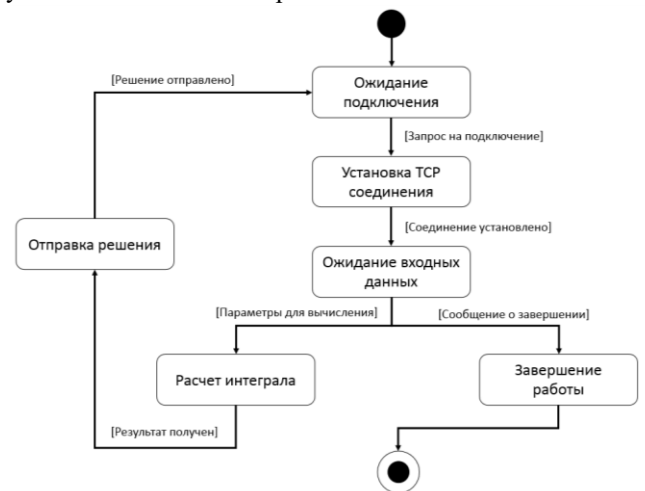 [Решение отправлено]
Ожидание
подключения
[Запрос на подключение]
Установка TCP
соединения
[Соединение установлено]
Отправка решения
Ожидание входных
данных
[Параметры для вычисления]
[Сообщение о завершении]
Расчет интеграла
Завершение
работы
[Результат получен]